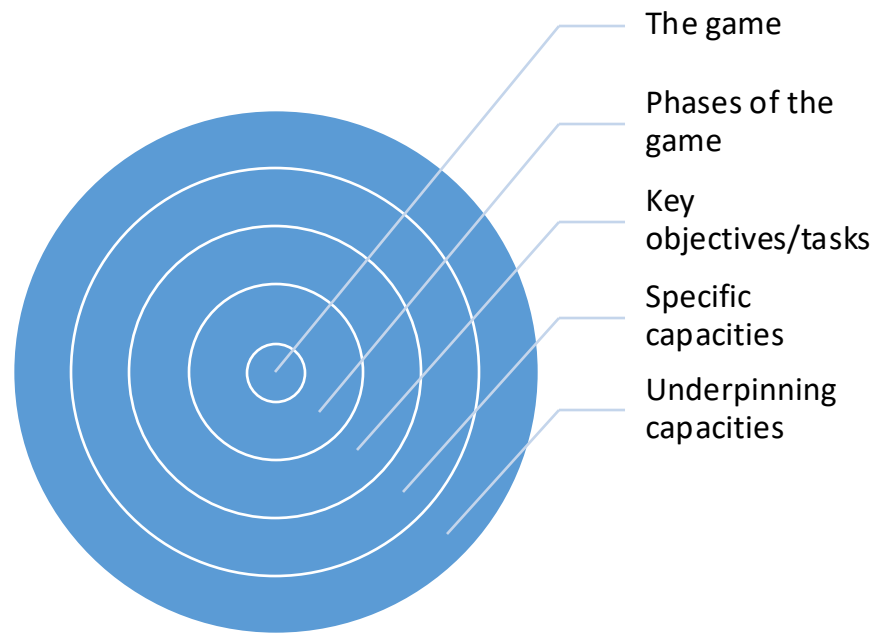 The game
Phases of the
game
Key
objectives/tasks
Specific
capacities
Underpinning
capacities